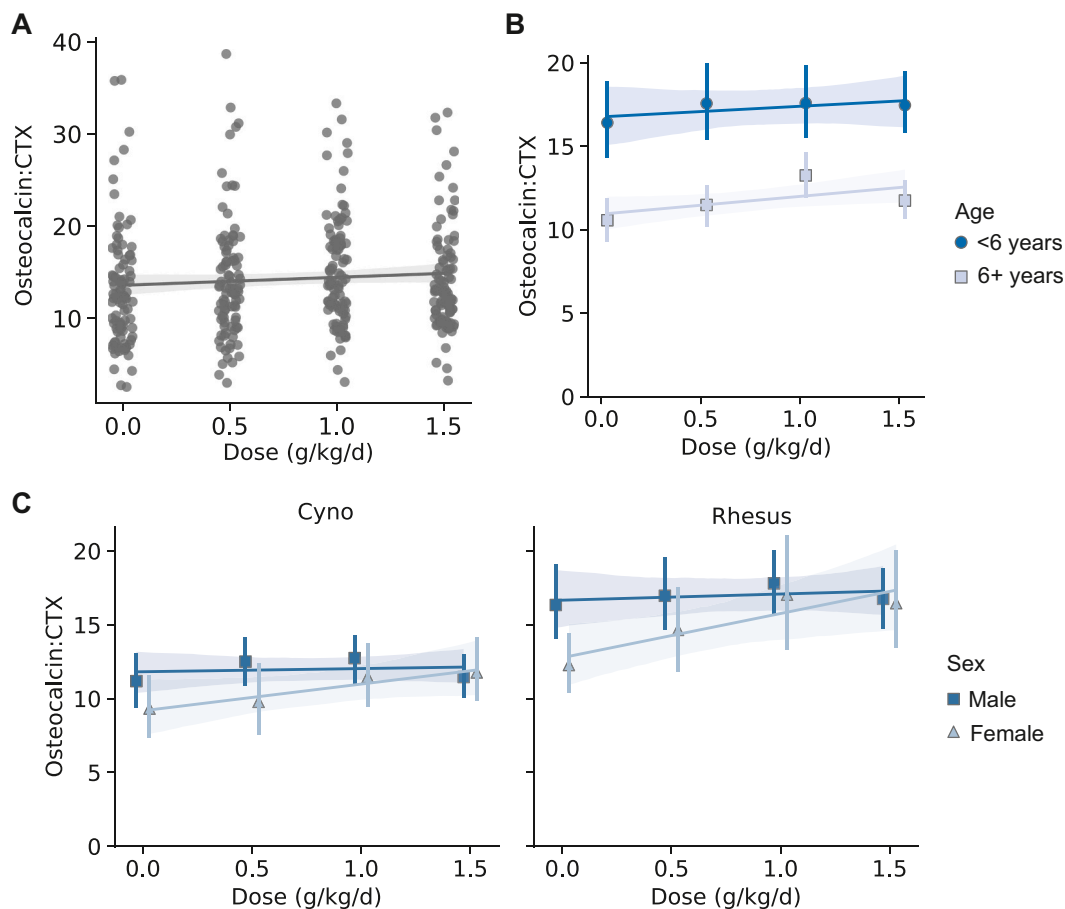 A
40
30
20
10
Osteocalcin:CTX
0.0 0.5 1.0 1.5
Dose (g/kg/d)
B
20
15
10
5
0
Osteocalcin:CTX
0.0 0.5 1.0 1.5
Dose (g/kg/d)
Age
<6 years
6+ years
C
Cyno
20
15
10
5
0
Osteocalcin:CTX
0.0 0.5 1.0 1.5
Dose (g/kg/d)
Rhesus
0.0 0.5 1.0 1.5
Dose (g/kg/d)
Sex
Male
Female